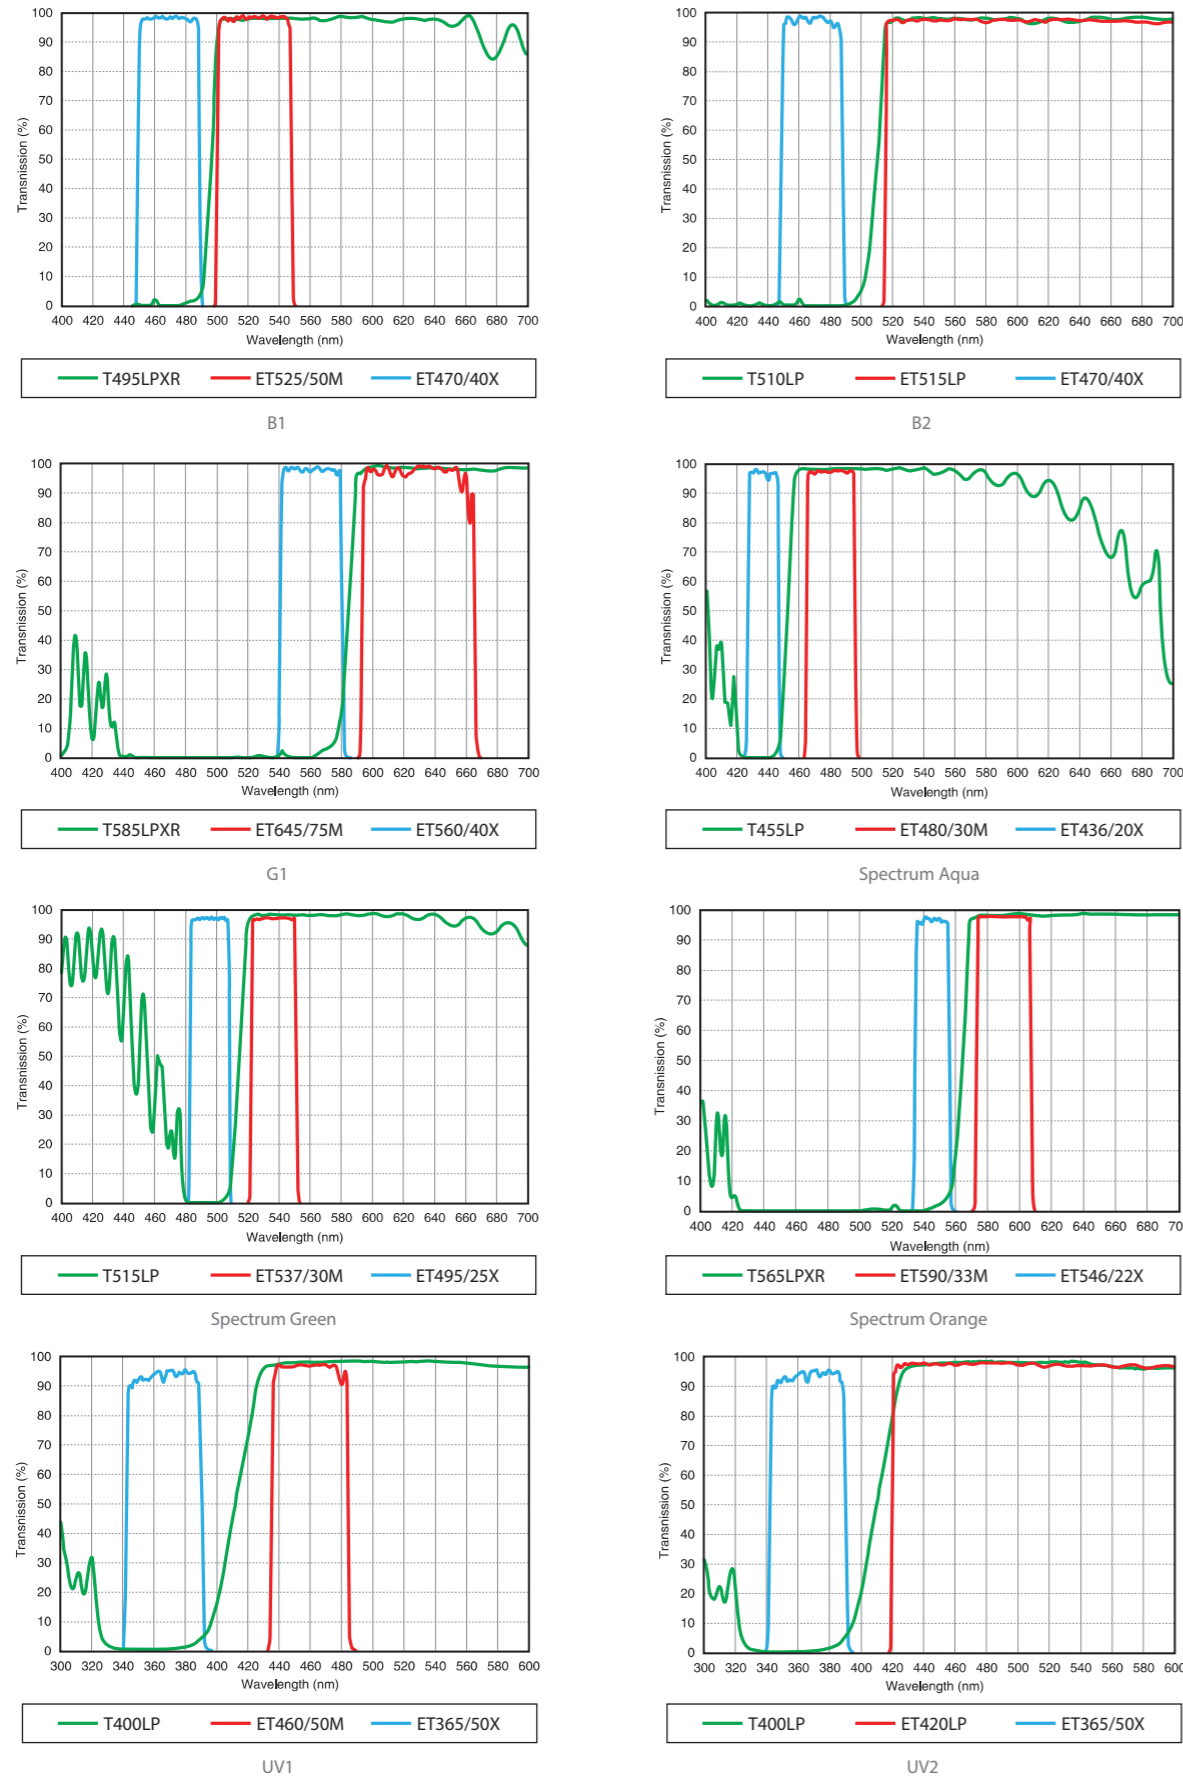 100
90
80
70
60
50
40
30
20
10
0
Transnission (%)
400 420 440 460 480 500 520 540 560 580 600 620 640 660 680 700
Wavelength (nm)
T495LPXR ET525/50M ET470/40X
B1
100
90
80
70
60
50
40
30
20
10
0
Transnission (%)
400 420 440 460 480 500 520 540 560 580 600 620 640 660 680 700
Wavelength (nm)
T510LP ET515LP ET470/40X
B2
100
90
80
70
60
50
40
30
20
10
0
Transnission (%)
400 420 440 460 480 500 520 540 560 580 600 620 640 660 680 700
Wavelength (nm)
T585LPXR ET645/75M ET560/40X
G1
100
90
80
70
60
50
40
30
20
10
0
Transnission (%)
400 420 440 460 480 500 520 540 560 580 600 620 640 660 680 700
Wavelength (nm)
T455LP ET480/30M ET436/20X
Spectrum Aqua
100
90
80
70
60
50
40
30
20
10
0
Transnission (%)
400 420 440 460 480 500 520 540 560 580 600 620 640 660 680 700
Wavelength (nm)
T515LP ET537/30M ET495/25X
Spectrum Green
100
90
80
70
60
50
40
30
20
10
0
Transnission (%)
400 420 440 460 480 500 520 540 560 580 600 620 640 660 680 70
Wavelength (nm)
T565LPXR ET590/33M ET546/22X
Spectrum Orange
100
90
80
70
60
50
40
30
20
10
0
Transnission (%)
300 320 340 360 380 400 420 440 460 480 500 520 540 560 580 600
Wavelength (nm)
T400LP ET460/50M ET365/50X
UV1
100
90
80
70
60
50
40
30
20
10
0
Transnission (%)
300 320 340 360 380 400 420 440 460 480 500 520 540 560 580 600
Wavelength (nm)
T400LP ET420LP ET365/50X
UV2